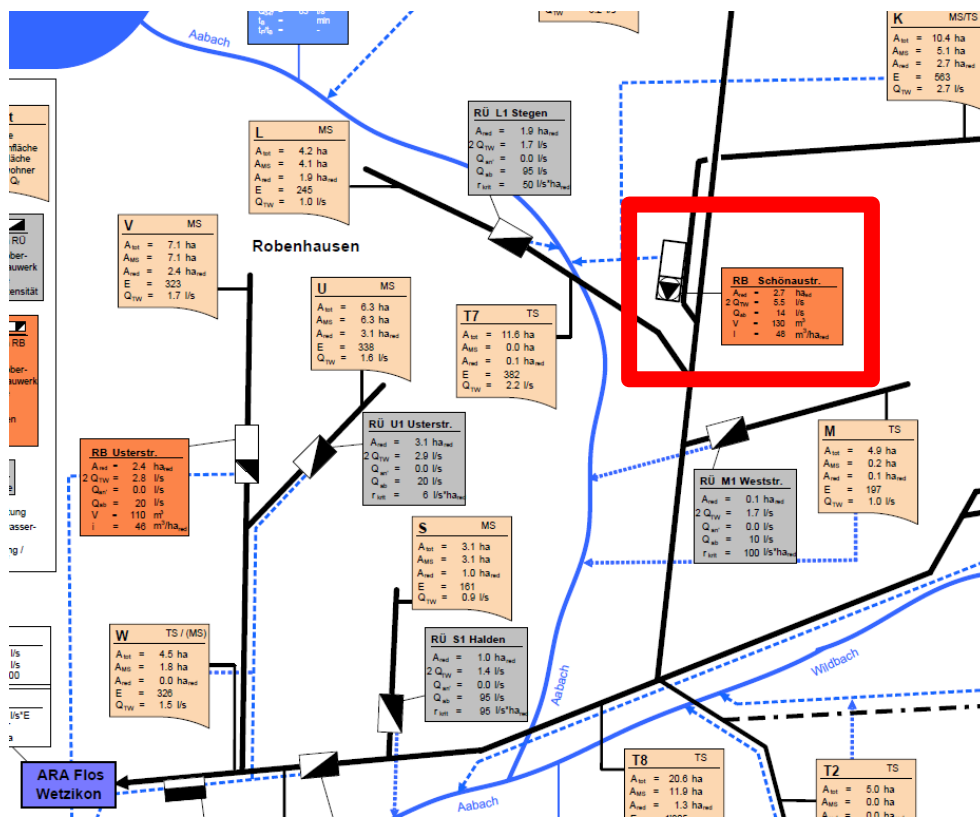 min
Aabach
K MS/TS
A_tot = 10.4 ha
A_MS = 5.1 ha
A_red = 2.7 ha_red
E = 563
Q_TW = 2.7 l/s
RÜ L1 Stegen
A_red = 1.9 ha_red
2 Q_TW = 1.7 l/s
Q_an' = 0.0 l/s
Q_ab = 95 l/s
r_krit = 50 l/s*ha_red
L MS
A_tot = 4.2 ha
A_MS = 4.1 ha
A_red = 1.9 ha_red
E = 245
Q_TW = 1.0 l/s
V MS
A_tot = 7.1 ha
A_MS = 7.1 ha
A_red = 2.4 ha_red
E = 323
Q_TW = 1.7 l/s
Robenhausen
U MS
A_tot = 6.3 ha
A_MS = 6.3 ha
A_red = 3.1 ha_red
E = 338
Q_TW = 1.6 l/s
T7 TS
A_tot = 11.6 ha
A_MS = 0.0 ha
A_red = 0.1 ha_red
E = 382
Q_TW = 2.2 l/s
RB Schönaustr.
A_red = 2.7 ha_red
2 Q_TW = 5.5 l/s
Q_ab = 14 l/s
V = 130 m³
i = 48 m³/ha_red
RÜ
RB
RB Usterstr.
A_red = 2.4 ha_red
2 Q_TW = 2.8 l/s
Q_an' = 0.0 l/s
Q_ab = 20 l/s
V = 110 m³
i = 46 m³/ha_red
RÜ U1 Usterstr.
A_red = 3.1 ha_red
2 Q_TW = 2.9 l/s
Q_an' = 0.0 l/s
Q_ab = 20 l/s
r_krit = 6 l/s*ha_red
RÜ M1 Weststr.
A_red = 0.1 ha_red
2 Q_TW = 1.7 l/s
Q_an' = 0.0 l/s
Q_ab = 10 l/s
r_krit = 100 l/s*ha_red
M TS
A_tot = 4.9 ha
A_MS = 0.2 ha
A_red = 0.1 ha_red
E = 197
Q_TW = 1.0 l/s
S MS
A_tot = 3.1 ha
A_MS = 3.1 ha
A_red = 1.0 ha_red
E = 161
Q_TW = 0.9 l/s
W TS / (MS)
A_tot = 4.5 ha
A_MS = 1.8 ha
A_red = 0.0 ha_red
E = 326
Q_TW = 1.5 l/s
RÜ S1 Halden
A_red = 1.0 ha_red
2 Q_TW = 1.4 l/s
Q_an' = 0.0 l/s
Q_ab = 95 l/s
r_krit = 95 l/s*ha_red
Aabach
Wildbach
ARA Flos
Wetzikon
Aabach
T8 TS
A_tot = 20.6 ha
A_MS = 11.9 ha
A_red = 1.3 ha_red
T2 TS
A_tot = 5.0 ha
A_MS = 0.0 ha
A_red = 0.0 ha_red